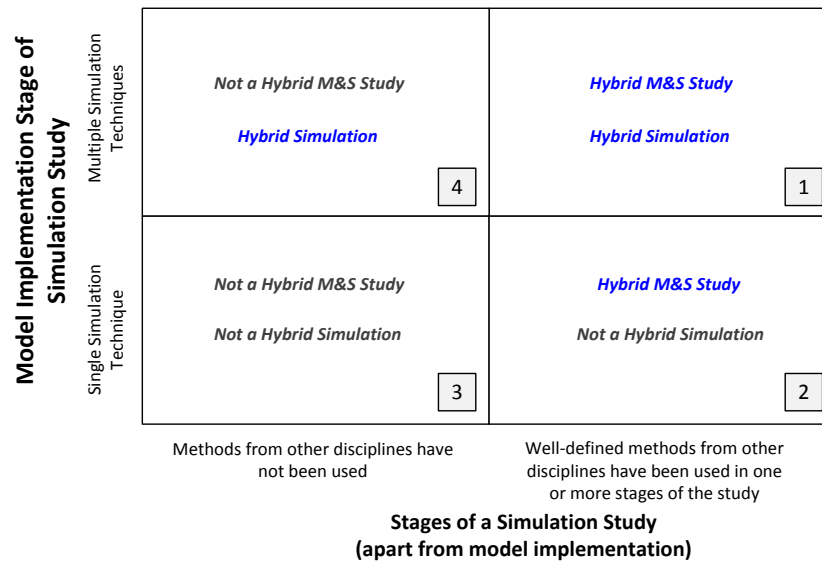 Model Implementation Stage of
Simulation Study
Multiple Simulation
Techniques
Not a Hybrid M&S Study
Hybrid Simulation
4
Hybrid M&S Study
Hybrid Simulation
1
Single Simulation
Technique
Not a Hybrid M&S Study
Not a Hybrid Simulation
3
Hybrid M&S Study
Not a Hybrid Simulation
2
Methods from other disciplines have
not been used
Well-defined methods from other
disciplines have been used in one
or more stages of the study
Stages of a Simulation Study
(apart from model implementation)